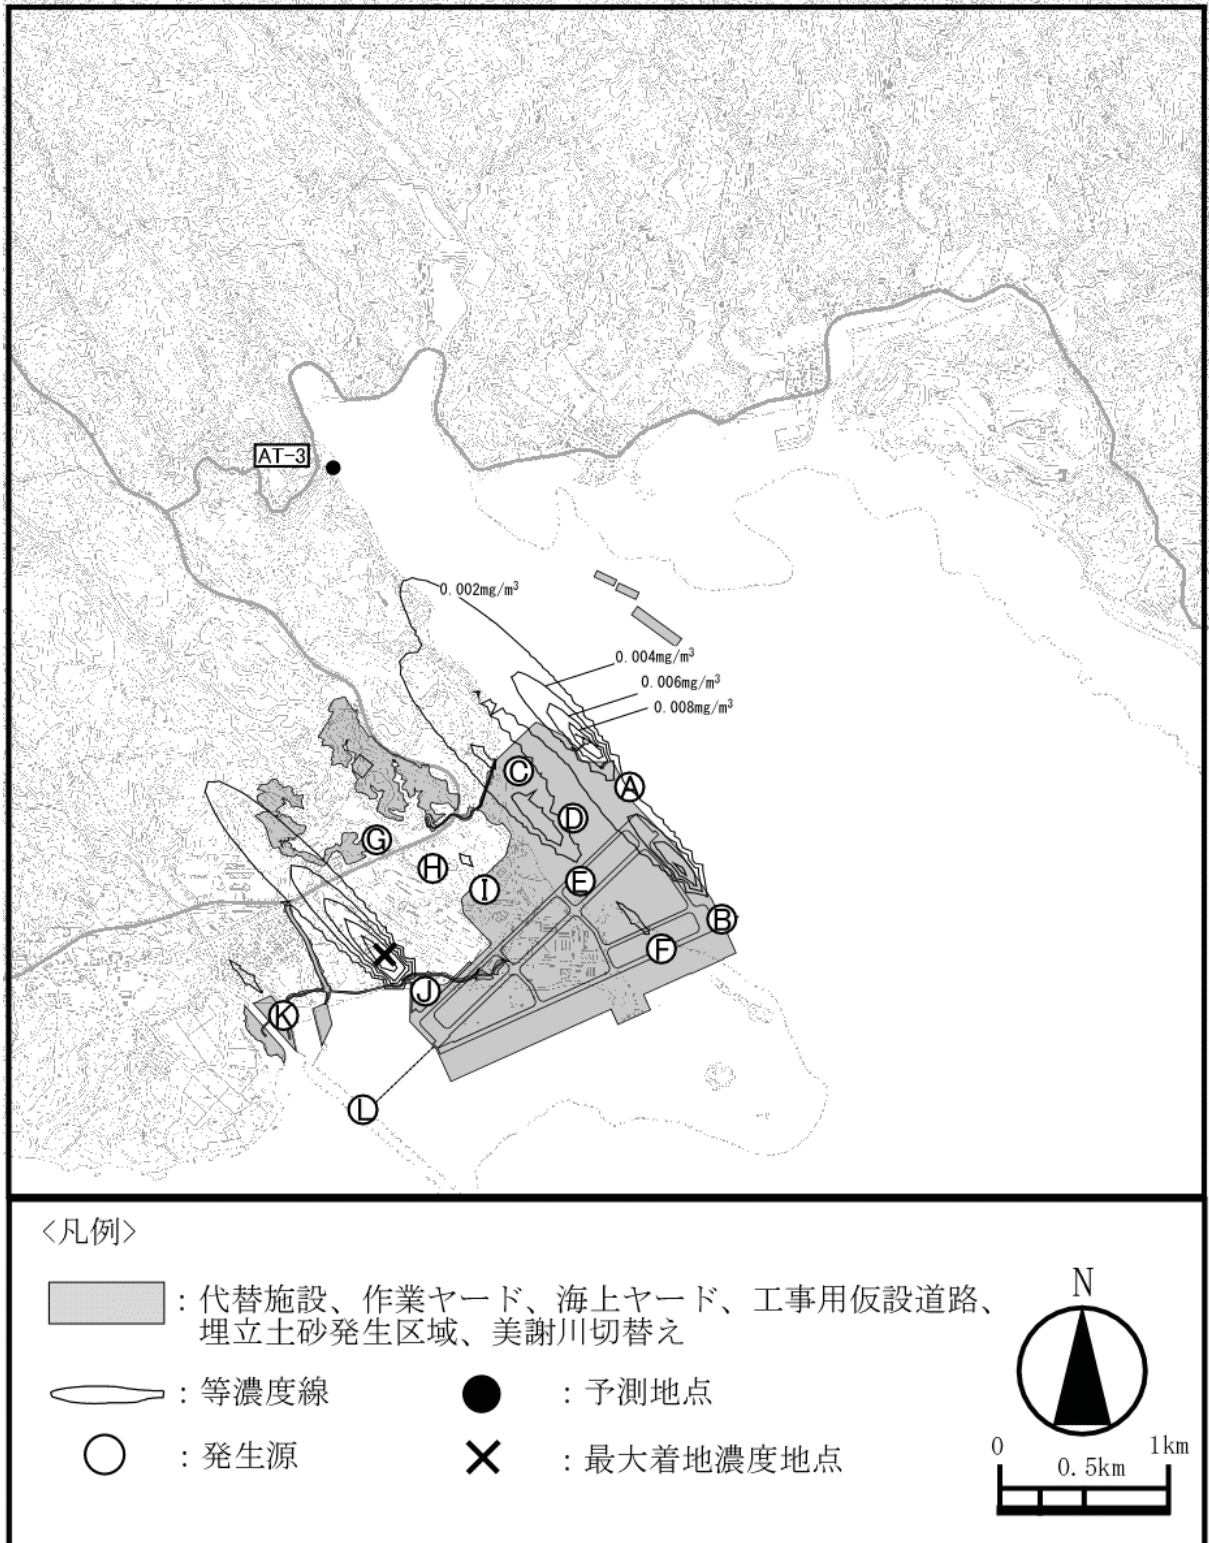 AT-3
0.002mg/m³
0.004mg/m³
0.006mg/m³
0.008mg/m³
C
A
D
G
H
E
I
B
F
J
K
L
<凡例>
：代替施設、作業ヤード、海上ヤード、工事用仮設道路、
埋立土砂発生区域、美謝川切替え
：等濃度線
：予測地点
：発生源
：最大着地濃度地点
N
0 1km
0.5km